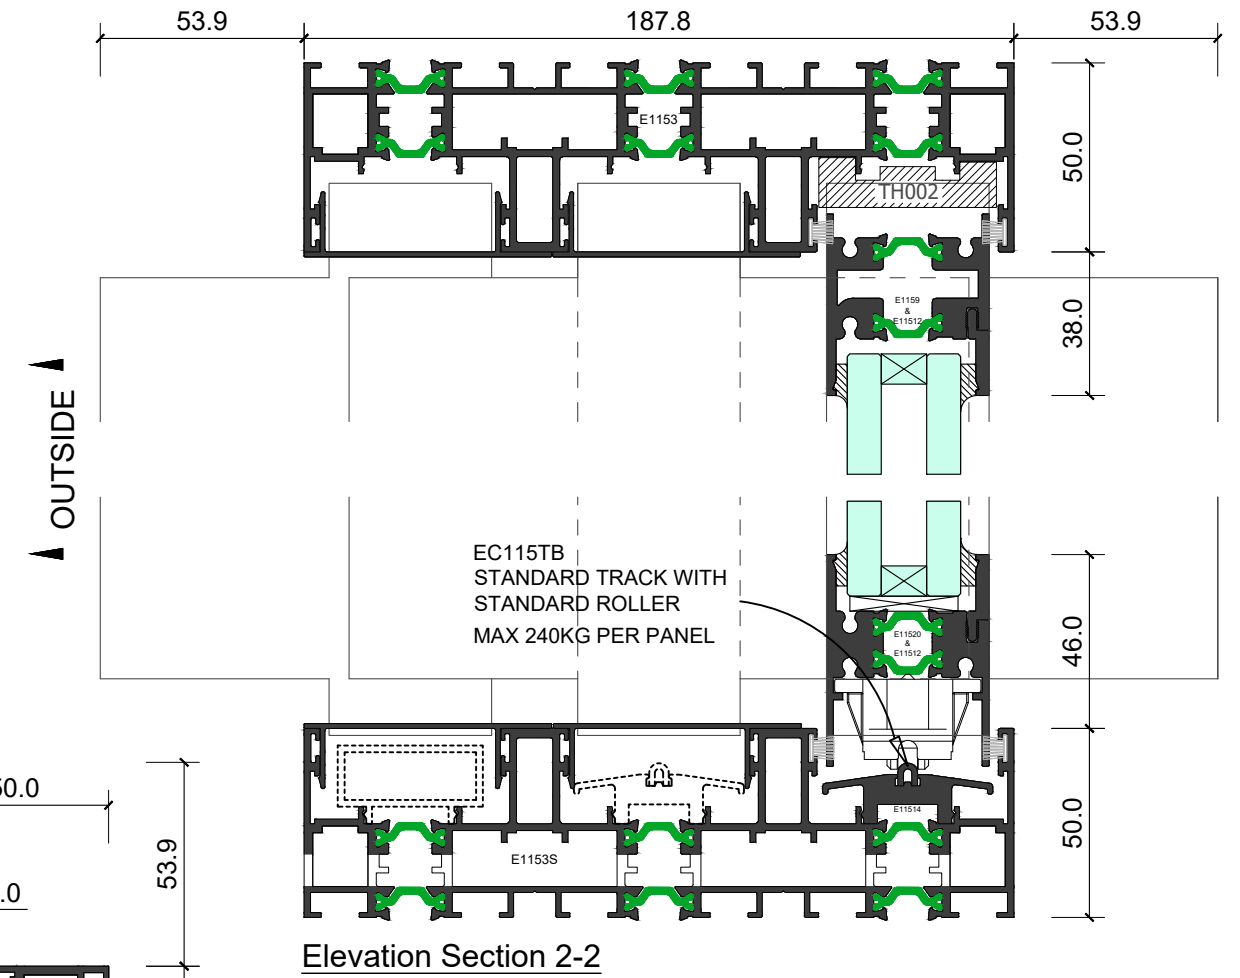 53.9
187.8
53.9
E1153
50.0
TH002
E1159
&
E11512
38.0
OUTSIDE
EC115TB
STANDARD TRACK WITH
STANDARD ROLLER
MAX 240KG PER PANEL
E11520
&
E11512
46.0
50.0
E11514
53.9
50.0
E1153S
.0
Elevation Section 2-2